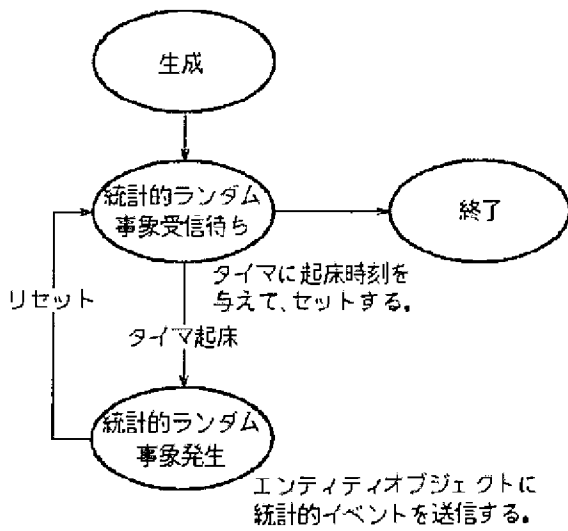 生成
統計的ランダム
事象受信待ち
終了
タイマに起床時刻を
与えて、セットする。
リセット
タイマ起床
統計的ランダム
事象発生
エンティティオブジェクトに
統計的イベントを送信する。